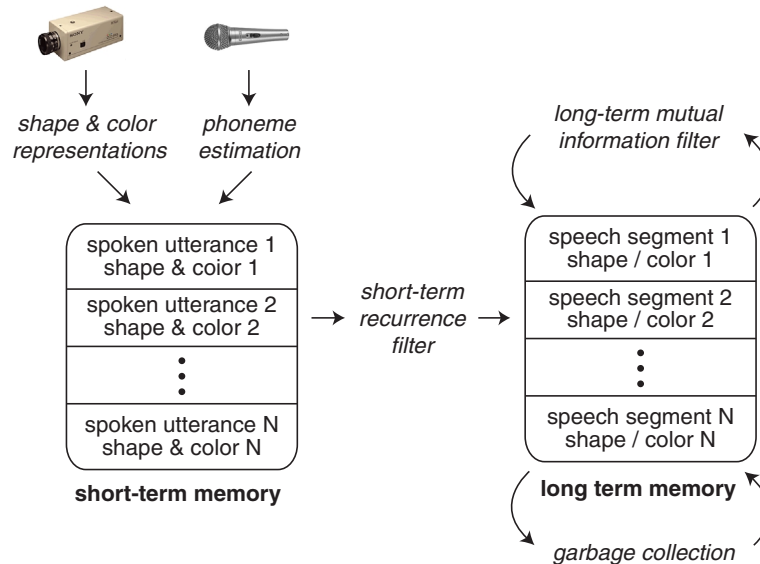 SONY
shape & color
representations
phoneme
estimation
long-term mutual
information filter
spoken utterance 1
shape & coior 1
spoken utterance 2
shape & color 2
spoken utterance N
shape & color N
short-term memory
short-term
recurrence
filter
speech segment 1
shape / color 1
speech segment 2
shape / color 2
speech segment N
shape / color N
long term memory
garbage collection